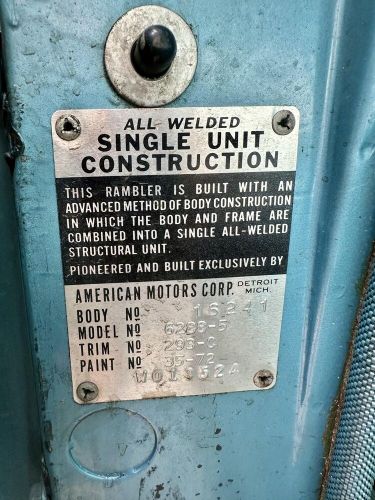 ALL WELDED
SINGLE UNIT
CONSTRUCTION
THIS RAMBLER IS BUILT WITH AN
ADVANCED METHOD OF BODY CONSTRUCTION
IN WHICH THE BODY AND FRAME ARE
COMBINED INTO A SINGLE ALL-WELDED
STRUCTURAL UNIT.
PIONEERED AND BUILT EXCLUSIVELY BY
AMERICAN MOTORS CORP. DETROIT MICH.
BODY Nº
MODEL Nº
TRIM Nº
PAINT Nº 35-72